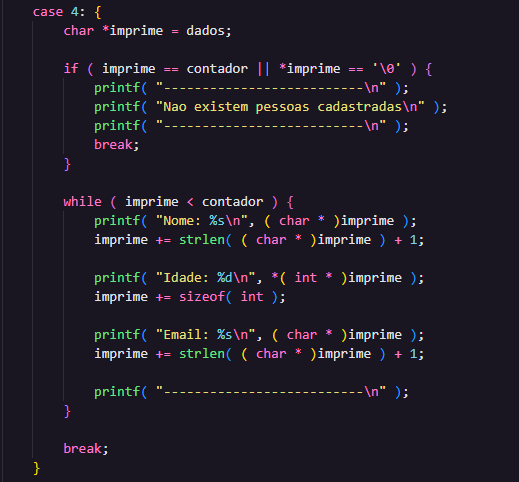 case 4: {
    char *imprime = dados;

    if ( imprime == contador || *imprime == '\0' ) {
        printf( "--------------------------\n" );
        printf( "Nao existem pessoas cadastradas\n" );
        printf( "--------------------------\n" );
        break;
    }

    while ( imprime < contador ) {
        printf( "Nome: %s\n", ( char * )imprime );
        imprime += strlen( ( char * )imprime ) + 1;

        printf( "Idade: %d\n", *( int * )imprime );
        imprime += sizeof( int );

        printf( "Email: %s\n", ( char * )imprime );
        imprime += strlen( ( char * )imprime ) + 1;

        printf( "--------------------------\n" );
    }

    break;
}